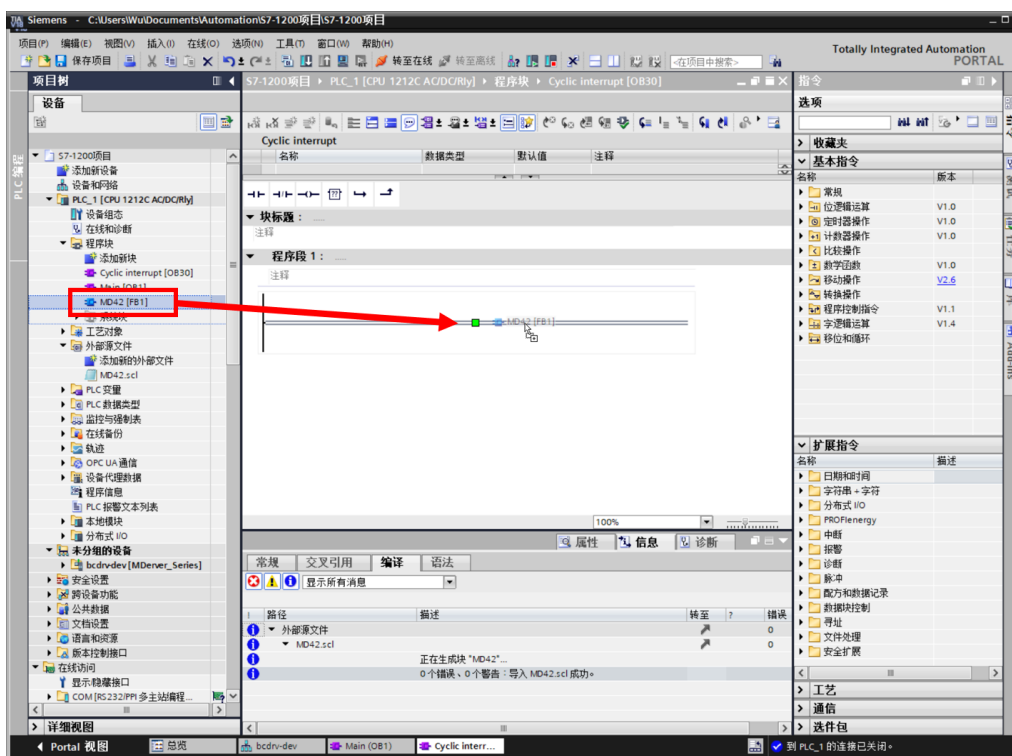 Siemens - C:\Users\Wu\Documents\Automation\S7-1200项目\S7-1200项目
项目(P) 编辑(E) 视图(V) 插入(I) 在线(O) 选项(N) 工具(T) 窗口(W) 帮助(H)
Totally Integrated Automation
PORTAL
保存项目 转至在线 转至离线 <在项目中搜索>
项目树
S7-1200项目 PLC_1 [CPU 1212C AC/DC/Rly] 程序块 Cyclic interrupt [OB30]
指令
设备
选项
PLC 编程
Cyclic interrupt
名称 数据类型 默认值 注释
S7-1200项目
添加新设备
设备和网络
PLC_1 [CPU 1212C AC/DC/Rly]
设备组态
在线和诊断
程序块
添加新块
Cyclic interrupt [OB30]
Main [OB1]
MD42 [FB1]
系统块
工艺对象
外部源文件
添加新的外部文件
MD42.scl
PLC 变量
PLC 数据类型
监控与强制表
在线备份
轨迹
OPC UA 通信
设备代理数据
程序信息
PLC 报警文本列表
本地模块
分布式 I/O
未分组的设备
bcdrv-dev [MDerver_Series]
安全设置
跨设备功能
公共数据
文档设置
语言和资源
版本控制接口
在线访问
显示/隐藏接口
COM [RS232/PPI 多主站编程...
详细视图
??
块标题：
注释
程序段 1：
注释
MD42 [FB1]
100%
属性 信息 诊断
常规 交叉引用 编译 语法
显示所有消息
! 路径 描述 转至 ? 错误
外部源文件 0
MD42.scl 0
正在生成块 "MD42"...
0 个错误、0 个警告：导入 MD42.scl 成功。
收藏夹
基本指令
名称 版本
常规
位逻辑运算 V1.0
定时器操作 V1.0
计数器操作 V1.0
比较操作
数学函数 V1.0
移动操作 V2.6
转换操作
程序控制指令 V1.1
字逻辑运算 V1.4
移位和循环
扩展指令
名称 描述
日期和时间
字符串 + 字符
分布式 I/O
PROFIenergy
中断
报警
诊断
脉冲
配方和数据记录
数据块控制
寻址
文件处理
安全扩展
工艺
通信
选件包
Add-Ins
Portal 视图 总览 bcdrv-dev Main (OB1) Cyclic interr...
到 PLC_1 的连接已关闭。